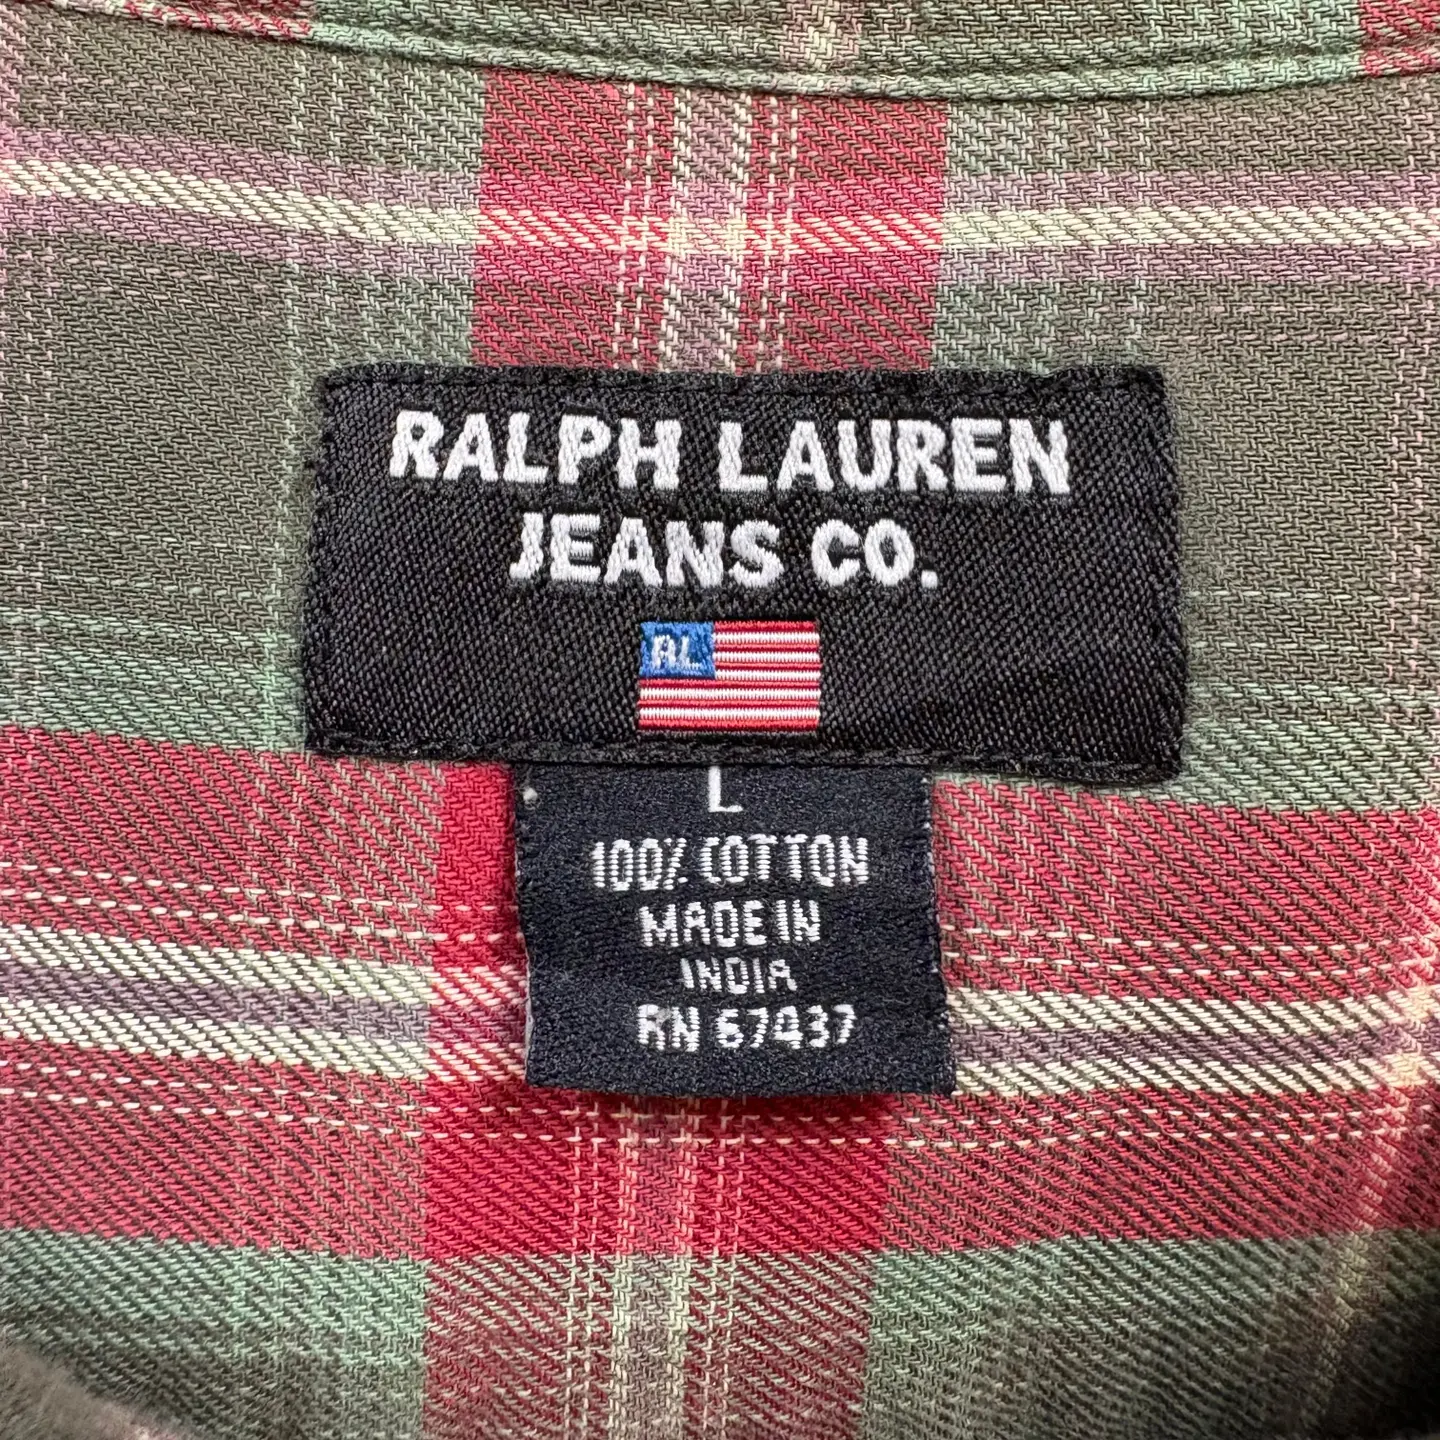 RALPH LAUREN
JEANS CO.
RL
L
100% COTTON
MADE IN
INDIA
RN 67437